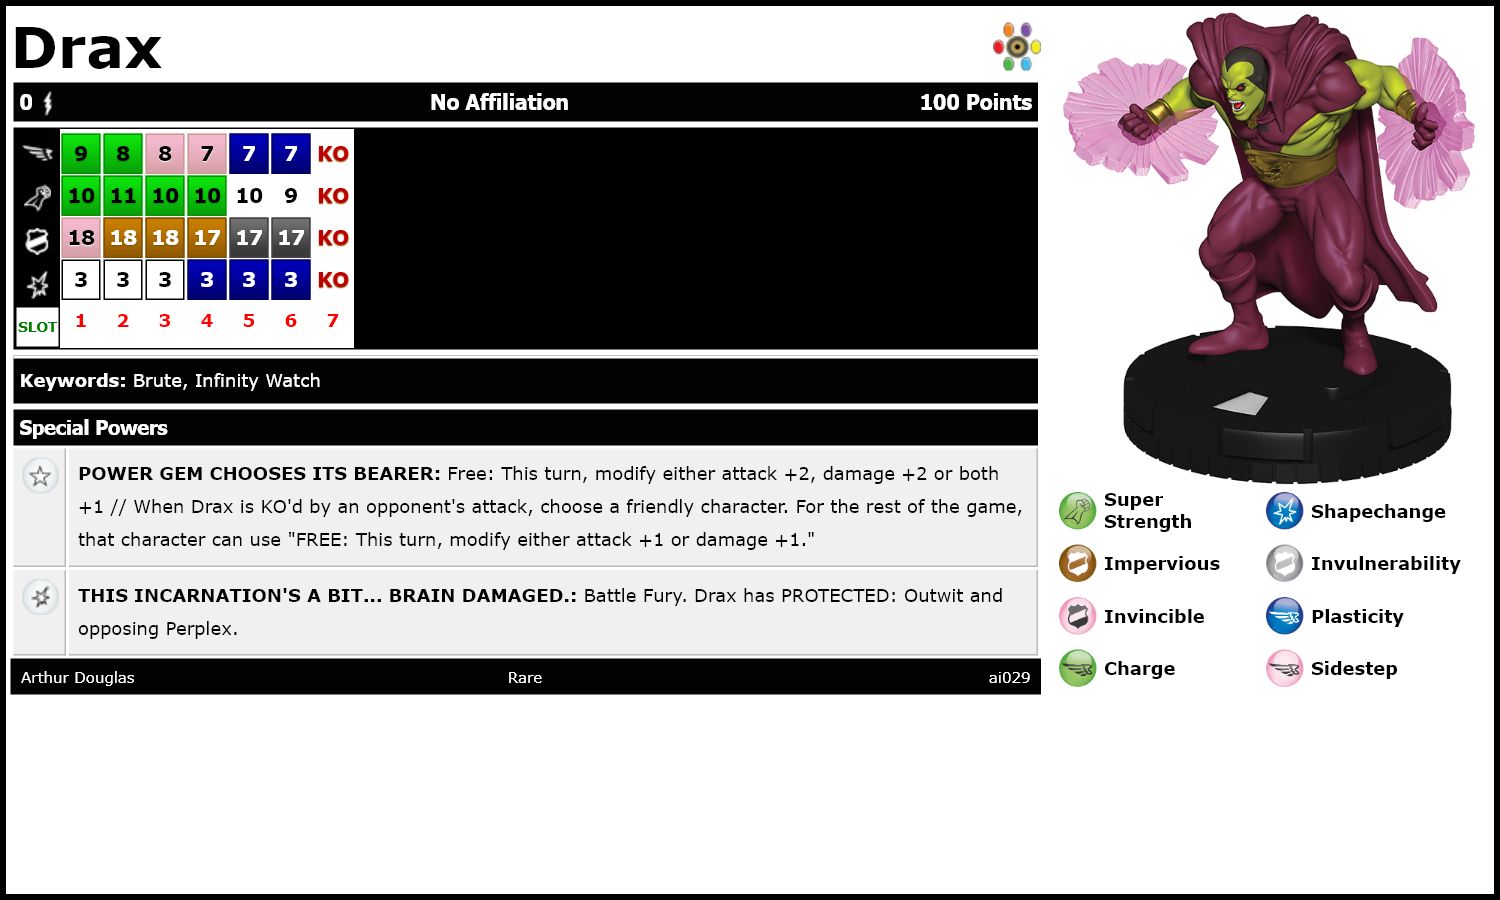 Drax
0 No Affiliation 100 Points
9 8 8 7 7 7 KO
10 11 10 10 10 9 KO
18 18 18 17 17 17 KO
3 3 3 3 3 3 KO
SLOT 1 2 3 4 5 6 7
Keywords: Brute, Infinity Watch
Special Powers
POWER GEM CHOOSES ITS BEARER: Free: This turn, modify either attack +2, damage +2 or both
+1 // When Drax is KO'd by an opponent's attack, choose a friendly character. For the rest of the game,
that character can use "FREE: This turn, modify either attack +1 or damage +1."
THIS INCARNATION'S A BIT... BRAIN DAMAGED.: Battle Fury. Drax has PROTECTED: Outwit and
opposing Perplex.
Arthur Douglas Rare ai029
Super
Strength
Shapechange
Impervious
Invulnerability
Invincible
Plasticity
Charge
Sidestep